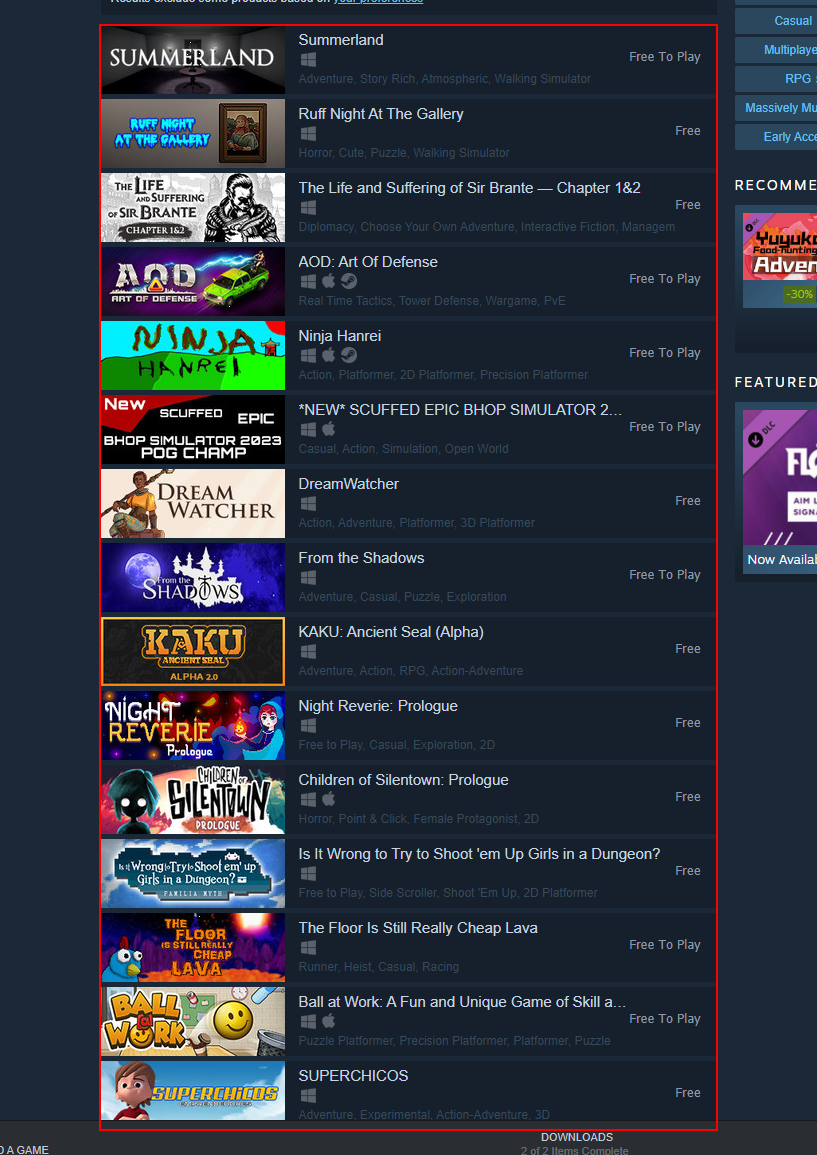 Results exclude some products based on your preferences
SUMMERLAND
Summerland
Free To Play
Adventure, Story Rich, Atmospheric, Walking Simulator
RUFF NIGHT
AT THE GALLERY
Ruff Night At The Gallery
Free
Horror, Cute, Puzzle, Walking Simulator
THE LIFE
AND SUFFERING
OF SIR BRANTE
CHAPTER 1&2
The Life and Suffering of Sir Brante — Chapter 1&2
Free
Diplomacy, Choose Your Own Adventure, Interactive Fiction, Managem
AOD
ART OF DEFENSE
AOD: Art Of Defense
Free To Play
Real Time Tactics, Tower Defense, Wargame, PvE
NINJA
HANREI
Ninja Hanrei
Free To Play
Action, Platformer, 2D Platformer, Precision Platformer
New
SCUFFED EPIC
BHOP SIMULATOR 2023
POG CHAMP
*NEW* SCUFFED EPIC BHOP SIMULATOR 2...
Free To Play
Casual, Action, Simulation, Open World
DREAM
WATCHER
DreamWatcher
Free
Action, Adventure, Platformer, 3D Platformer
From the
SHADOWS
From the Shadows
Free To Play
Adventure, Casual, Puzzle, Exploration
KAKU
ANCIENT SEAL
ALPHA 2.0
KAKU: Ancient Seal (Alpha)
Free
Adventure, Action, RPG, Action-Adventure
NIGHT
REVERIE
Prologue
Night Reverie: Prologue
Free
Free to Play, Casual, Exploration, 2D
CHILDREN OF
SILENTOWN
PROLOGUE
Children of Silentown: Prologue
Free
Horror, Point & Click, Female Protagonist, 2D
Is it Wrong to Try to Shoot 'em up
Girls in a Dungeon?
FAMILIA MYTH
Is It Wrong to Try to Shoot 'em Up Girls in a Dungeon?
Free
Free to Play, Side Scroller, Shoot 'Em Up, 2D Platformer
THE
FLOOR
IS STILL REALLY
CHEAP
LAVA
The Floor Is Still Really Cheap Lava
Free To Play
Runner, Heist, Casual, Racing
BALL
@
WORK
Ball at Work: A Fun and Unique Game of Skill a...
Free To Play
Puzzle Platformer, Precision Platformer, Platformer, Puzzle
SUPERCHICOS
SUPERCHICOS
Free
Adventure, Experimental, Action-Adventure, 3D
Casual
Multiplaye
RPG
Massively Mu
Early Acce
RECOMME
Yuyuko
Food-hunting
Adven
-30%
FEATURED
DLC
FLO
AIM L
SIGNA
Now Availab
D A GAME
DOWNLOADS
2 of 2 Items Complete